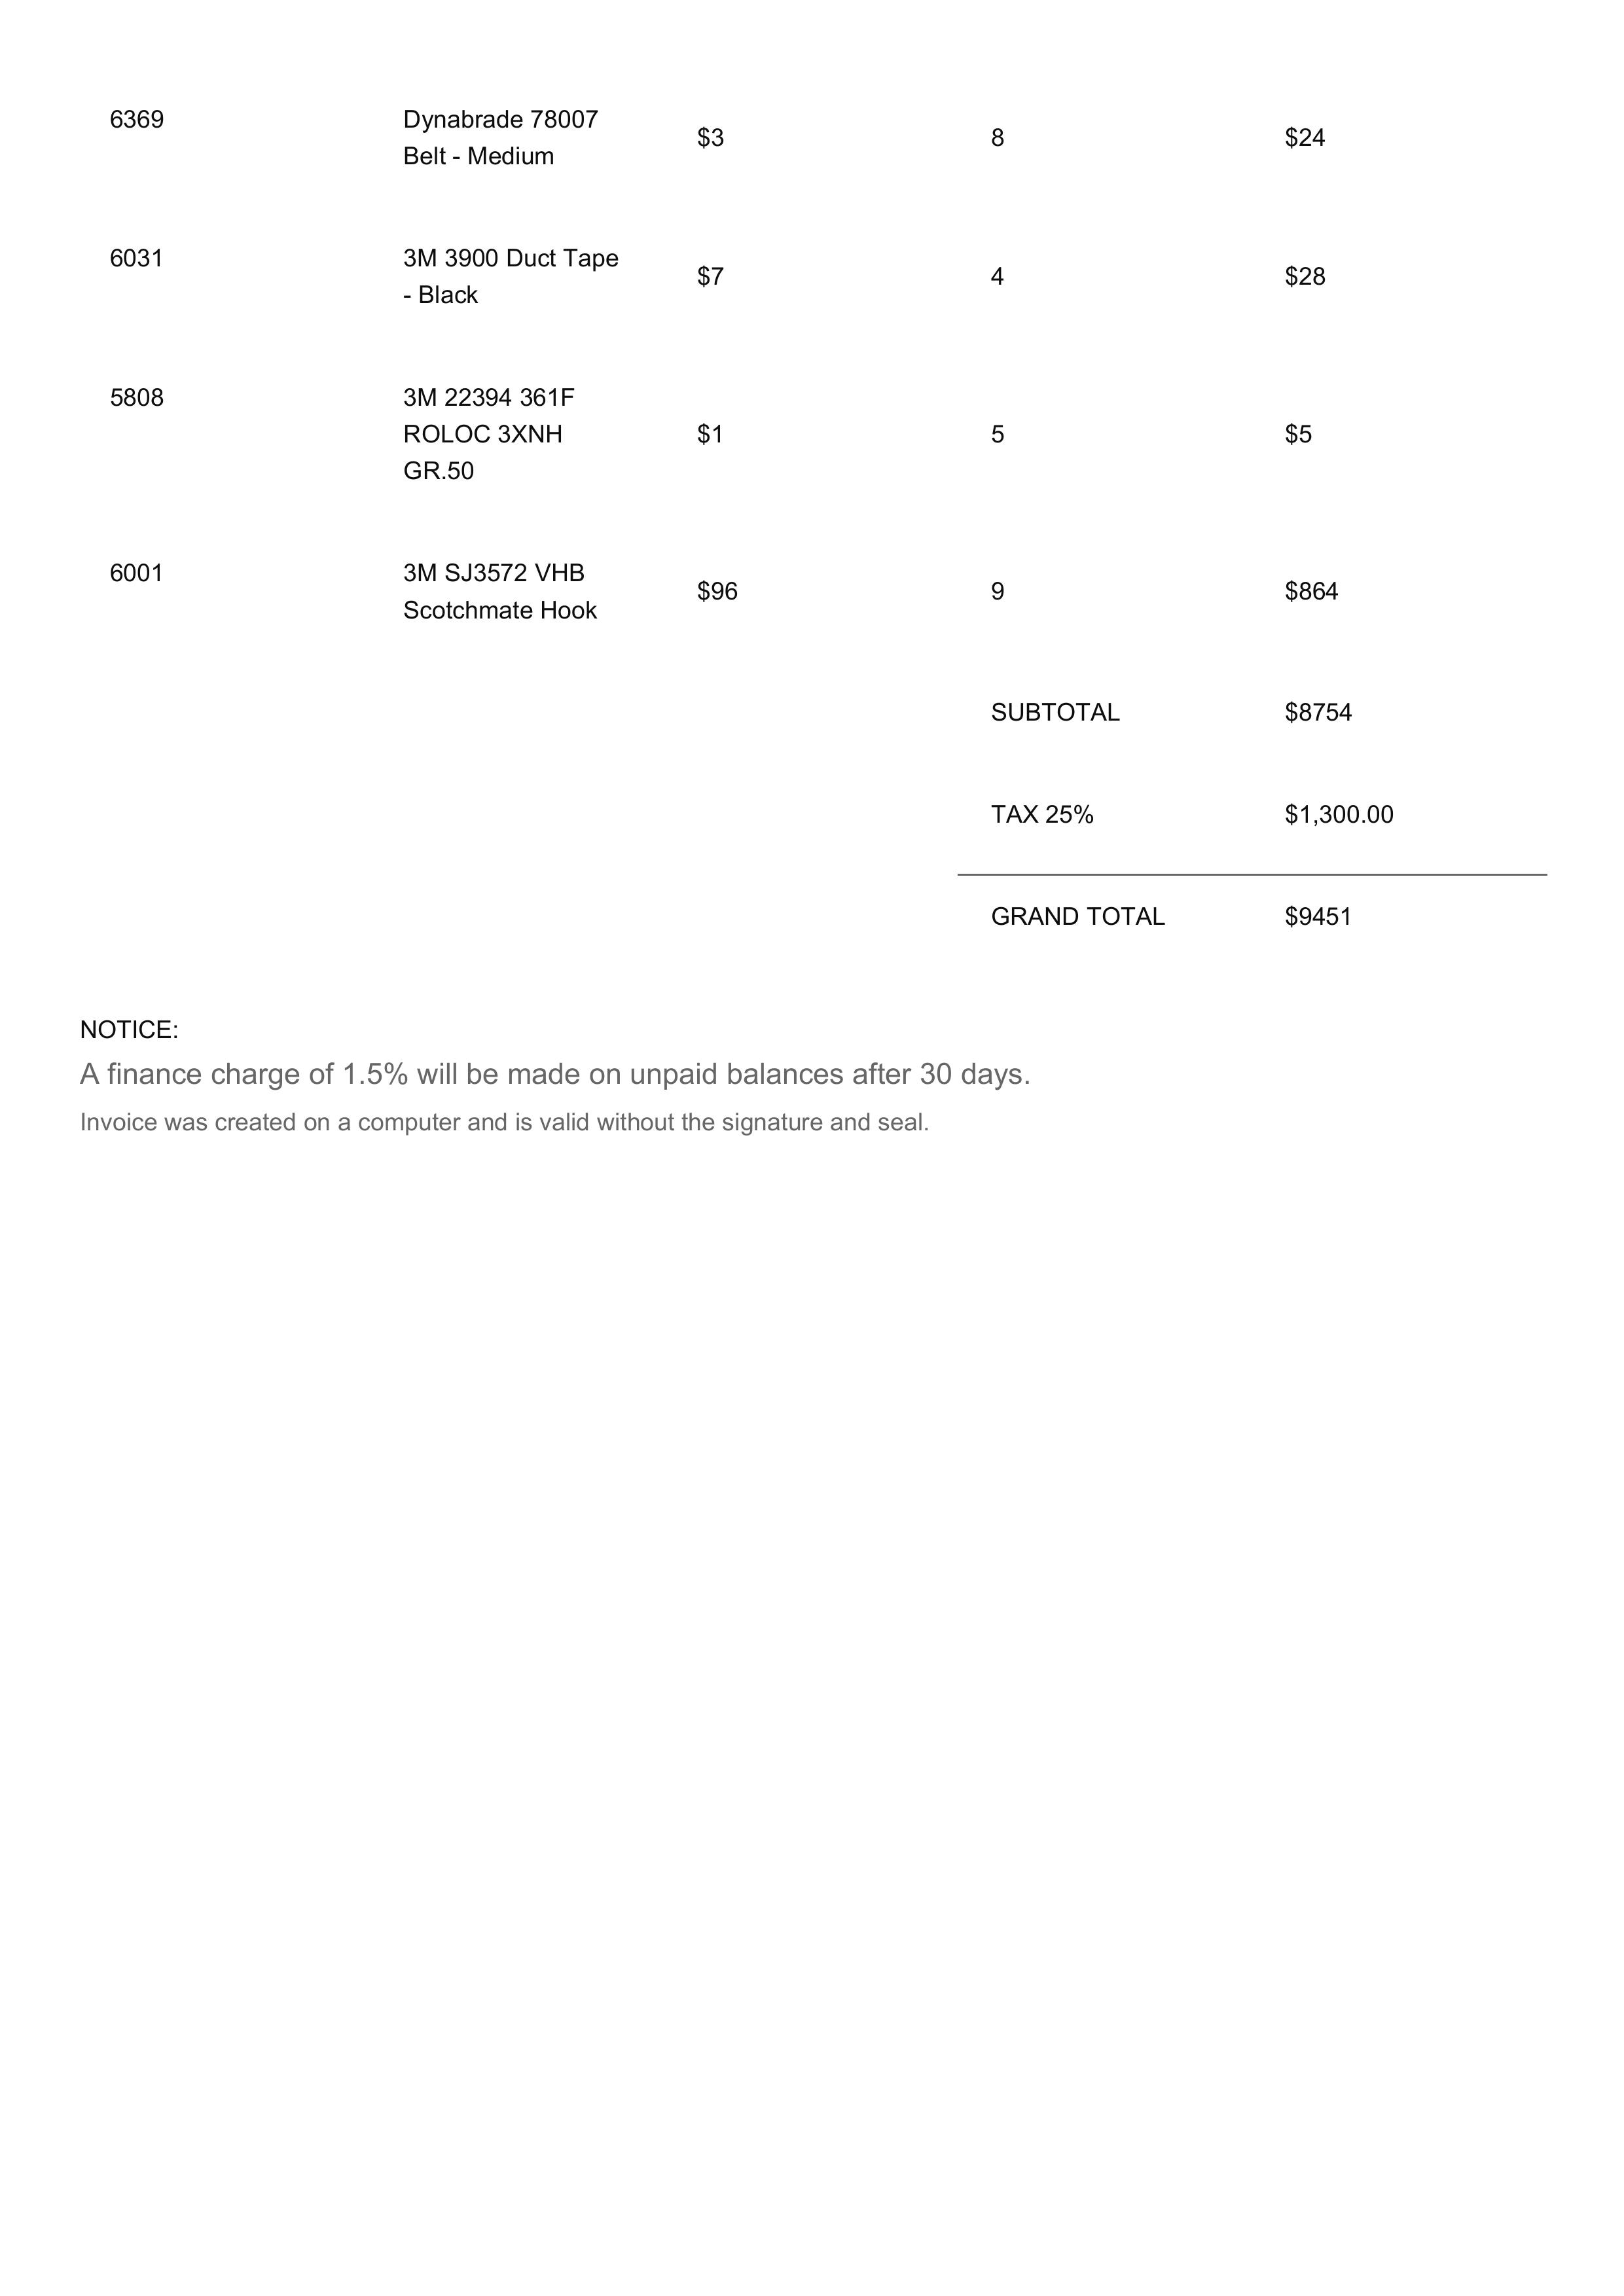 6369 Dynabrade 78007 Belt - Medium $3 8 $24
6031 3M 3900 Duct Tape - Black $7 4 $28
5808 3M 22394 361F ROLOC 3XNH GR.50 $1 5 $5
6001 3M SJ3572 VHB Scotchmate Hook $96 9 $864
SUBTOTAL $8754
TAX 25% $1,300.00
GRAND TOTAL $9451
NOTICE:
A finance charge of 1.5% will be made on unpaid balances after 30 days.
Invoice was created on a computer and is valid without the signature and seal.